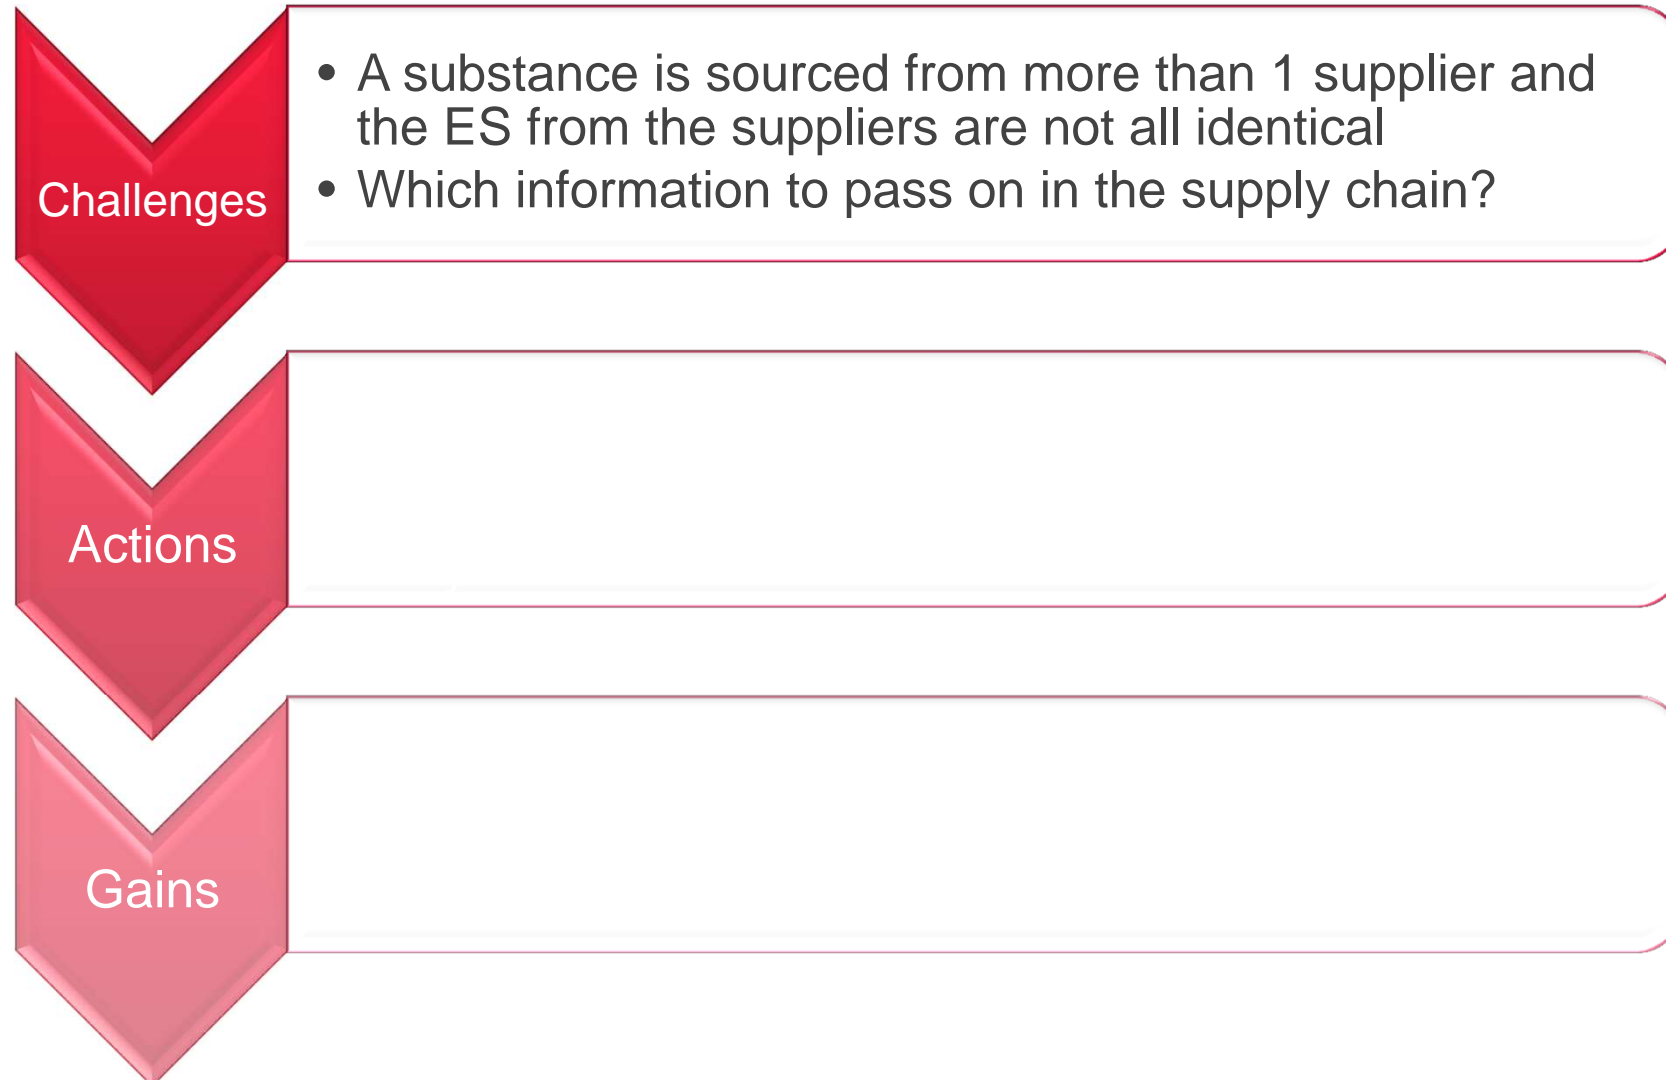 Challenges
• A substance is sourced from more than 1 supplier and
the ES from the suppliers are not all identical
• Which information to pass on in the supply chain?
Actions
Gains